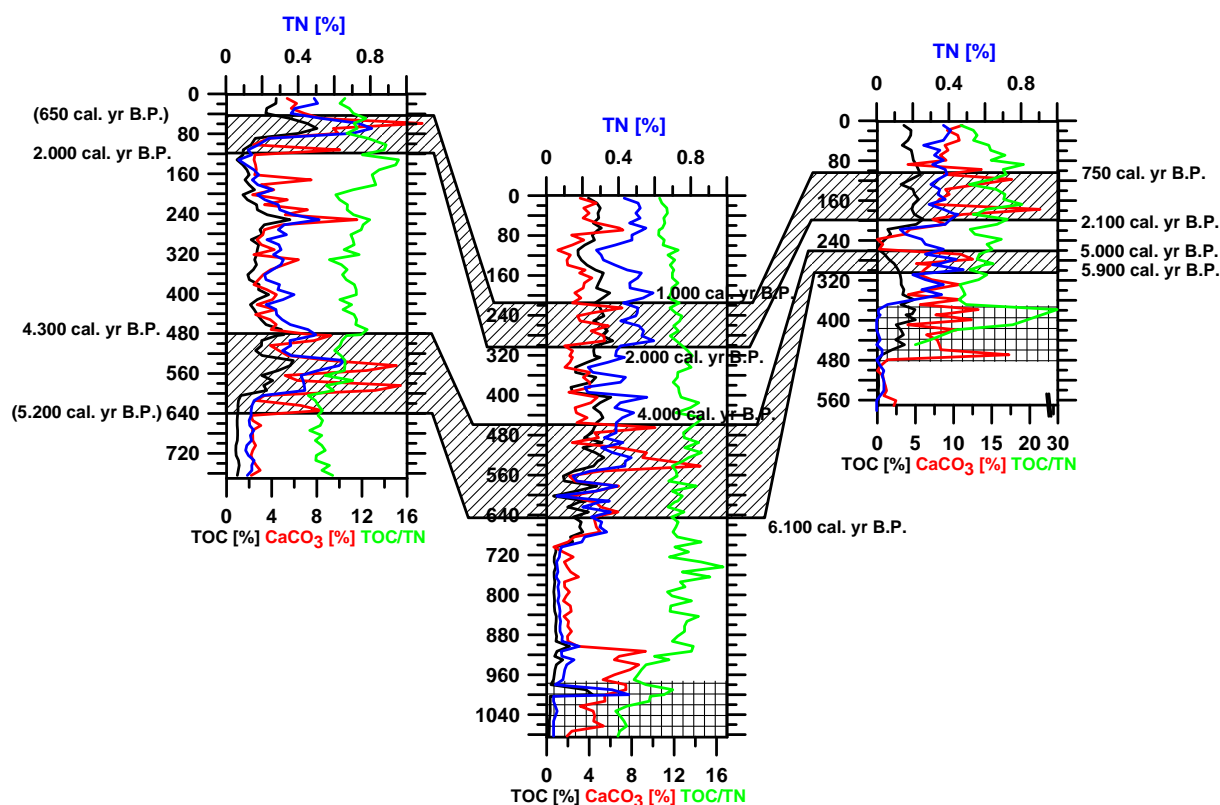 TN [%]
0 0.4 0.8
0
80
160
240
320
400
480
560
640
720
(650 cal. yr B.P.)
2.000 cal. yr B.P.
4.300 cal. yr B.P.
(5.200 cal. yr B.P.)
0 4 8 12 16
TOC [%] CaCO3 [%] TOC/TN
TN [%]
0 0.4 0.8
0
80
160
240
320
400
480
560
640
720
800
880
960
1040
1.000 cal. yr B.P.
2.000 cal. yr B.P.
4.000 cal. yr B.P.
6.100 cal. yr B.P.
0 4 8 12 16
TOC [%] CaCO3 [%] TOC/TN
TN [%]
0 0.4 0.8
0
80
160
240
320
400
480
560
750 cal. yr B.P.
2.100 cal. yr B.P.
5.000 cal. yr B.P.
5.900 cal. yr B.P.
0 5 10 15 20 30
TOC [%] CaCO3 [%] TOC/TN